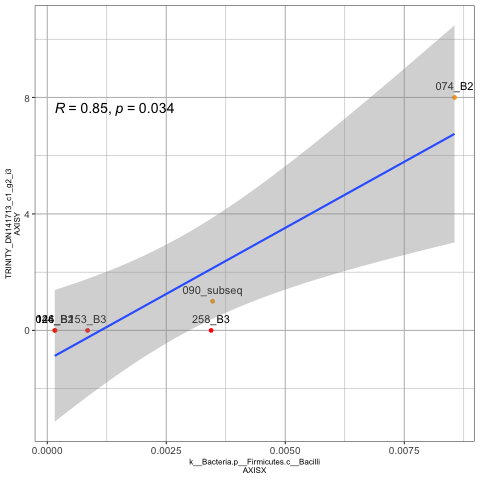 074_B2
R = 0.85, p = 0.034
090_subseq
153_B3
258_B3
8
4
0
0.0000
0.0025
0.0050
0.0075
TRINITY_DN141713_c1_g2_i3
AXISY
k__Bacteria.p__Firmicutes.c__Bacilli
AXISX